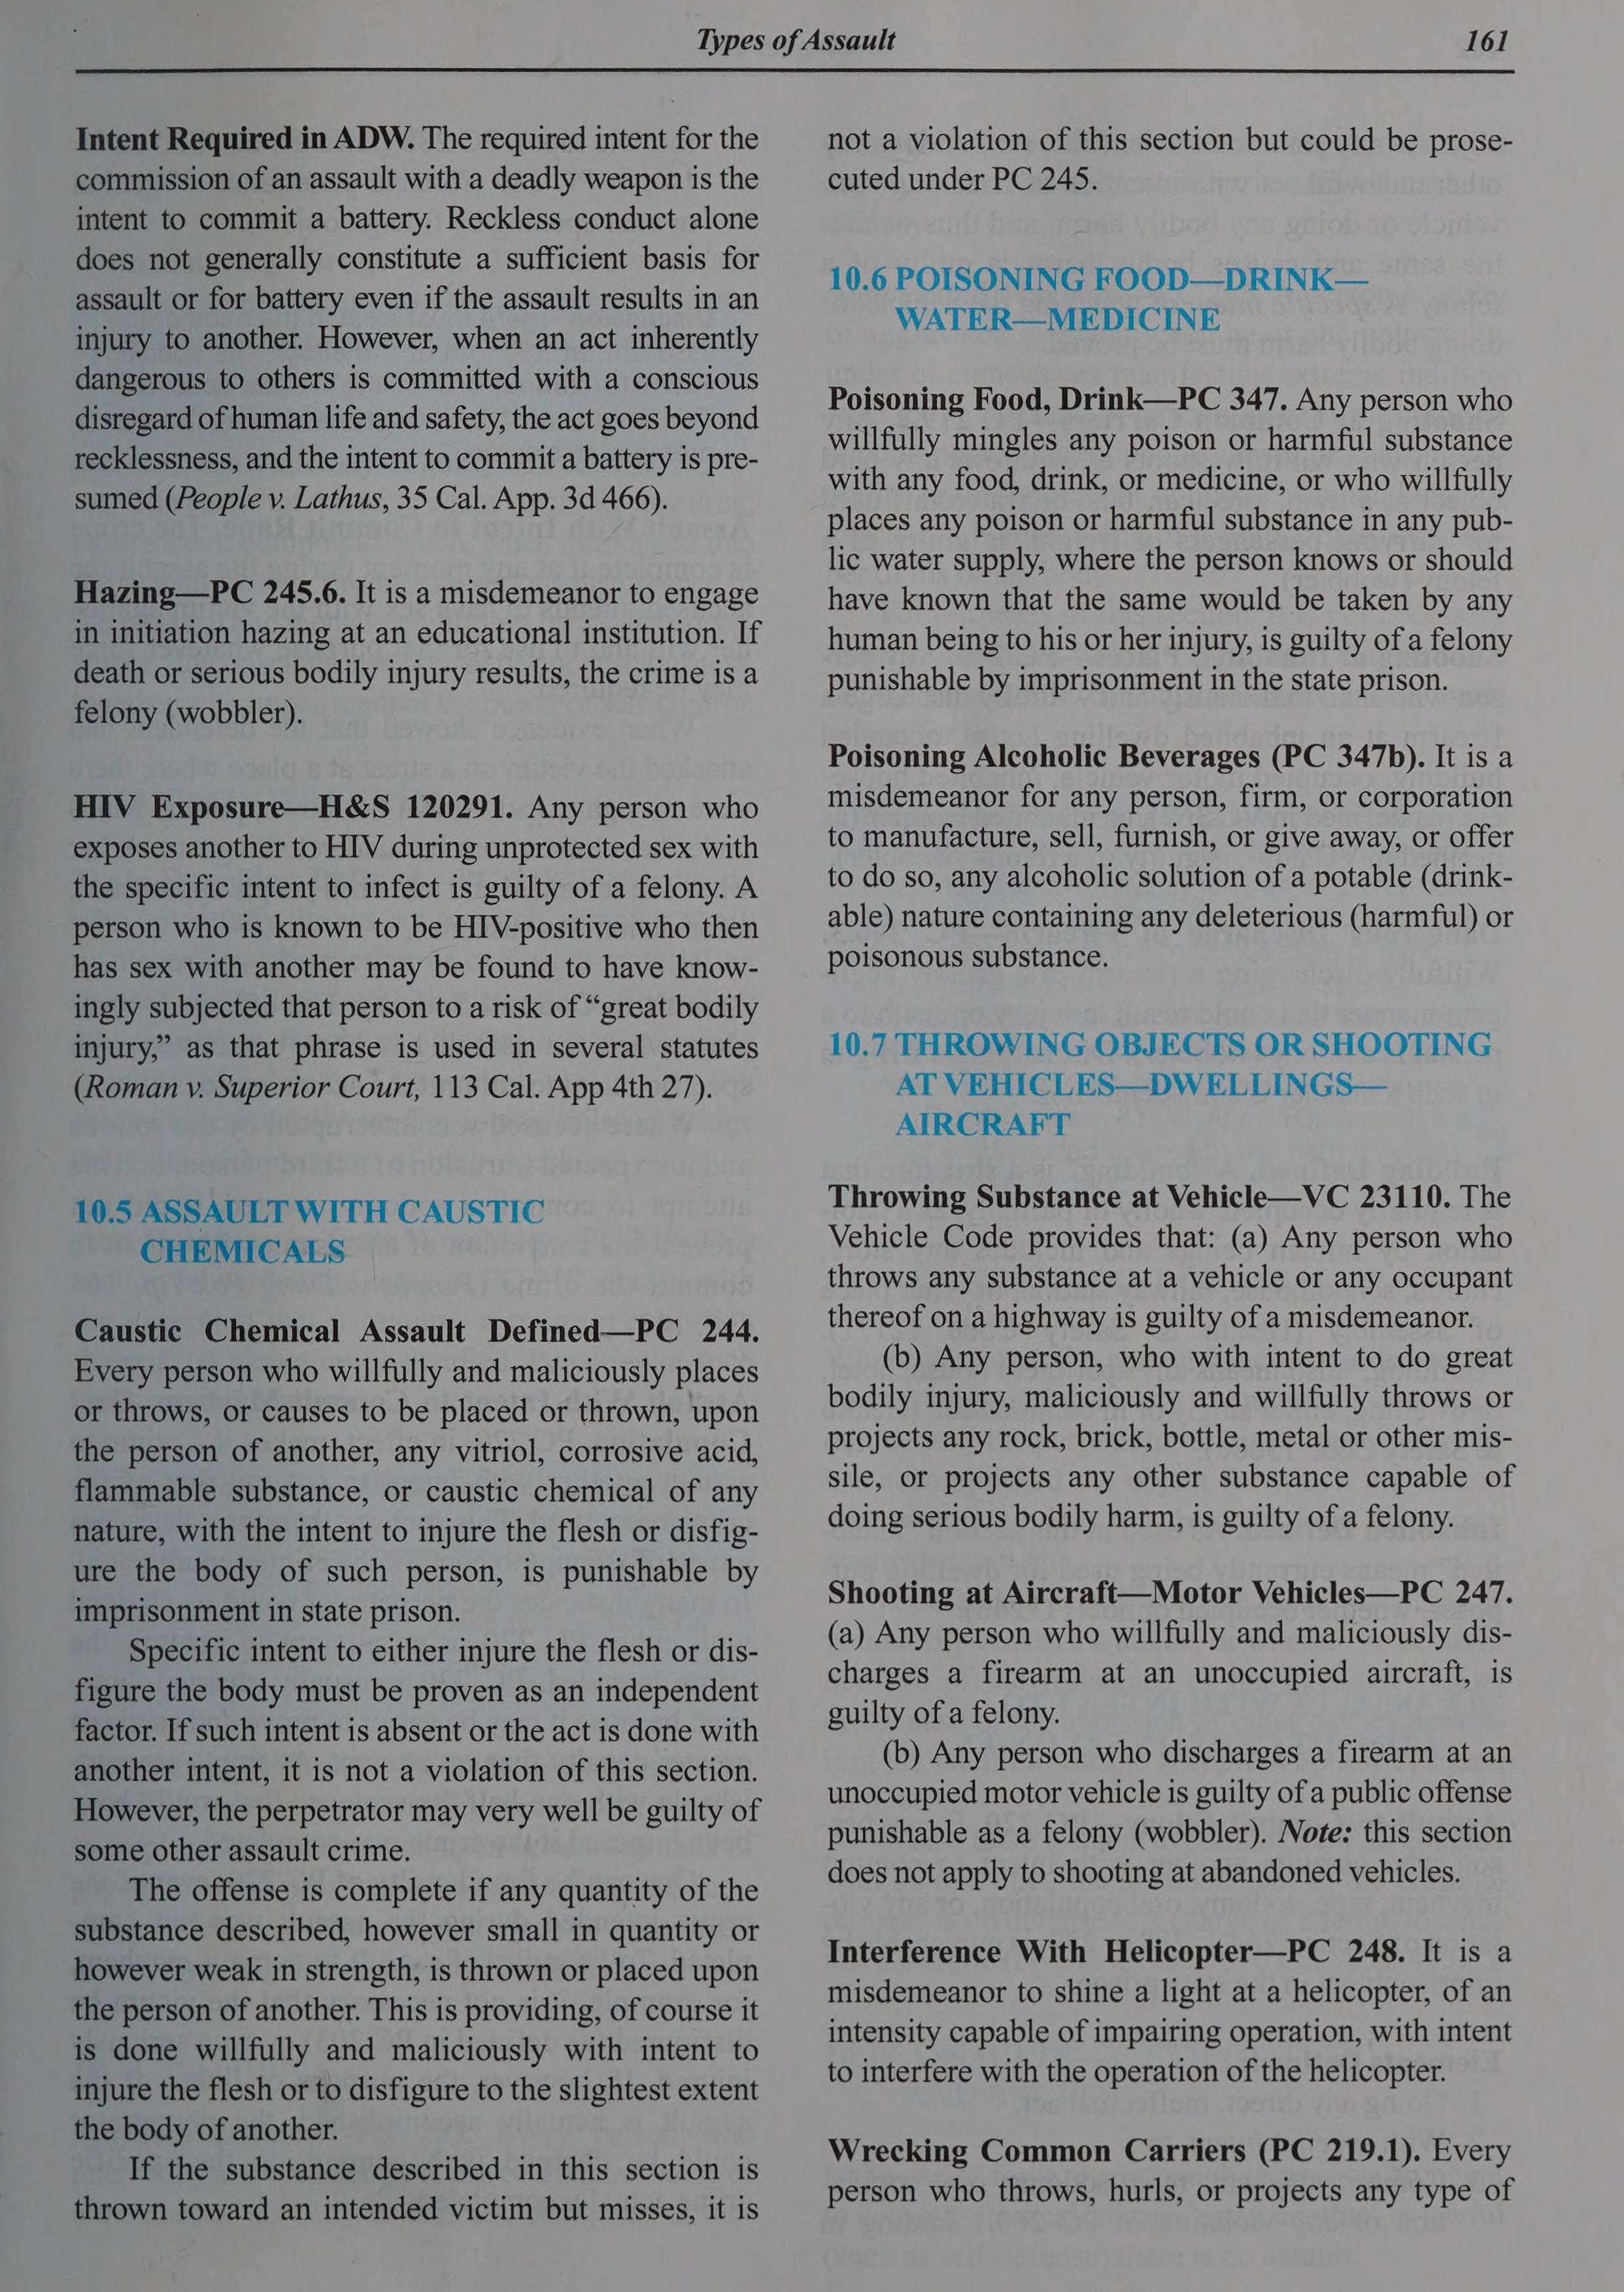 Types of Assault
161
Intent Required in ADW. The required intent for the
commission of an assault with a deadly weapon is the
intent to commit a battery. Reckless conduct alone
does not generally constitute a sufficient basis for
assault or for battery even if the assault results in an
injury to another. However, when an act inherently
dangerous to others is committed with a conscious
disregard of human life and safety, the act goes beyond
recklessness, and the intent to commit a battery is pre-
sumed (People v. Lathus, 35 Cal. App. 3d 466).
Hazing—PC 245.6. It is a misdemeanor to engage
in initiation hazing at an educational institution. If
death or serious bodily injury results, the crime is a
felony (wobbler).
HIV Exposure—H&S 120291. Any person who
exposes another to HIV during unprotected sex with
the specific intent to infect is guilty of a felony. A
person who is known to be HIV-positive who then
has sex with another may be found to have know-
ingly subjected that person to a risk of “great bodily
injury,” as that phrase is used in several statutes
(Roman v. Superior Court, 113 Cal. App 4th 27).
10.5 ASSAULT WITH CAUSTIC
CHEMICALS
Caustic Chemical Assault Defined—PC 244.
Every person who willfully and maliciously places
or throws, or causes to be placed or thrown, upon
the person of another, any vitriol, corrosive acid,
flammable substance, or caustic chemical of any
nature, with the intent to injure the flesh or disfig-
ure the body of such person, is punishable by
imprisonment in state prison.
Specific intent to either injure the flesh or dis-
figure the body must be proven as an independent
factor. If such intent is absent or the act is done with
another intent, it is not a violation of this section.
However, the perpetrator may very well be guilty of
some other assault crime.
The offense is complete if any quantity of the
substance described, however small in quantity or
however weak in strength, is thrown or placed upon
the person of another. This is providing, of course it
is done willfully and maliciously with intent to
injure the flesh or to disfigure to the slightest extent
the body of another.
If the substance described in this section is
thrown toward an intended victim but misses, it is
not a violation of this section but could be prose-
cuted under PC 245.
10.6 POISONING FOOD—DRINK—
WATER—MEDICINE
Poisoning Food, Drink—PC 347. Any person who
willfully mingles any poison or harmful substance
with any food, drink, or medicine, or who willfully
places any poison or harmful substance in any pub-
lic water supply, where the person knows or should
have known that the same would be taken by any
human being to his or her injury, is guilty of a felony
punishable by imprisonment in the state prison.
Poisoning Alcoholic Beverages (PC 347b). It is a
misdemeanor for any person, firm, or corporation
to manufacture, sell, furnish, or give away, or offer
to do so, any alcoholic solution of a potable (drink-
able) nature containing any deleterious (harmful) or
poisonous substance.
10.7 THROWING OBJECTS OR SHOOTING
AT VEHICLES—DWELLINGS—
AIRCRAFT
Throwing Substance at Vehicle—VC 23110. The
Vehicle Code provides that: (a) Any person who
throws any substance at a vehicle or any occupant
thereof on a highway is guilty of a misdemeanor.
(b) Any person, who with intent to do great
bodily injury, maliciously and willfully throws or
projects any rock, brick, bottle, metal or other mis-
sile, or projects any other substance capable of
doing serious bodily harm, is guilty of a felony.
Shooting at Aircraft—Motor Vehicles—PC 247.
(a) Any person who willfully and maliciously dis-
charges a firearm at an unoccupied aircraft, is
guilty of a felony.
(b) Any person who discharges a firearm at an
unoccupied motor vehicle is guilty of a public offense
punishable as a felony (wobbler). Note: this section
does not apply to shooting at abandoned vehicles.
Interference With Helicopter—PC 248. It is a
misdemeanor to shine a light at a helicopter, of an
intensity capable of impairing operation, with intent
to interfere with the operation of the helicopter.
Wrecking Common Carriers (PC 219.1). Every
person who throws, hurls, or projects any type of